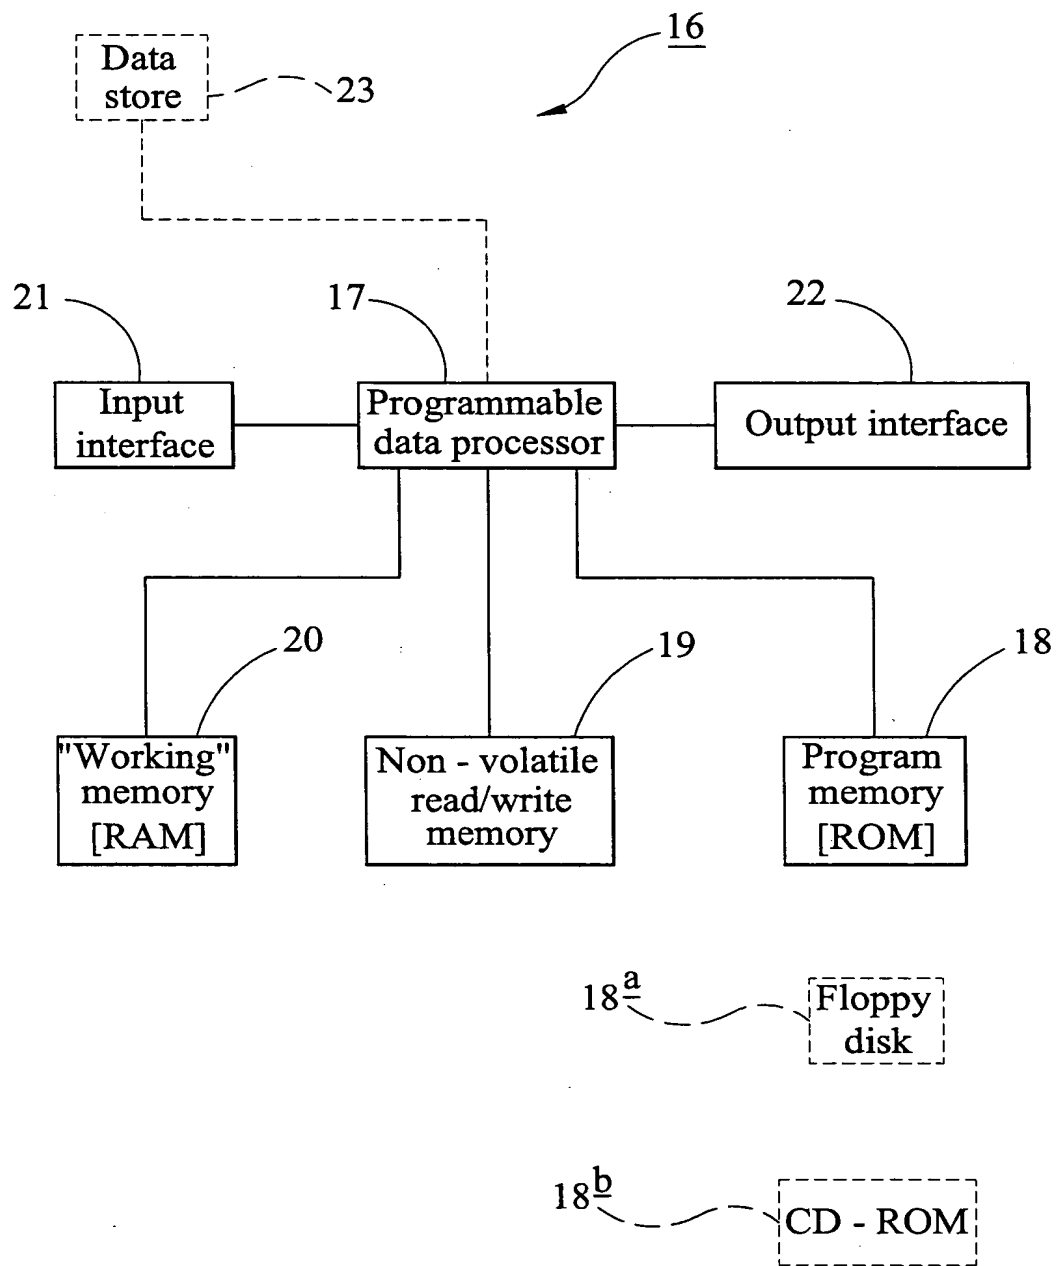 16
Data
store
23
21
17
22
Input
interface
Programmable
data processor
Output interface
20
19
18
"Working"
memory
[RAM]
Non - volatile
read/write
memory
Program
memory
[ROM]
18a
Floppy
disk
18b
CD - ROM